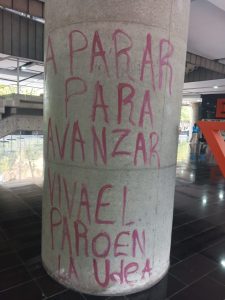 A PARAR
PARA
AVANZAR
VIVA EL
PARO EN
LA UdeA